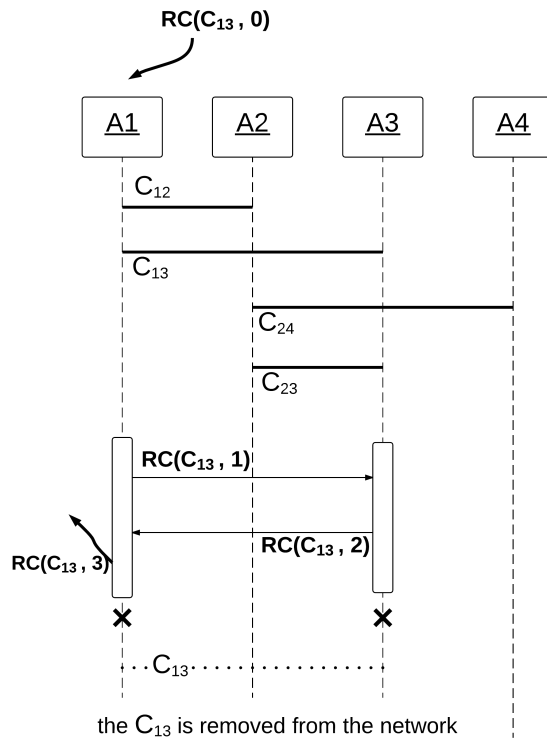 RC(C₁₃ , 0)
A1
A2
A3
A4
C₁₂
C₁₃
C₂₄
C₂₃
RC(C₁₃ , 1)
RC(C₁₃ , 2)
RC(C₁₃ , 3)
C₁₃
the C₁₃ is removed from the network